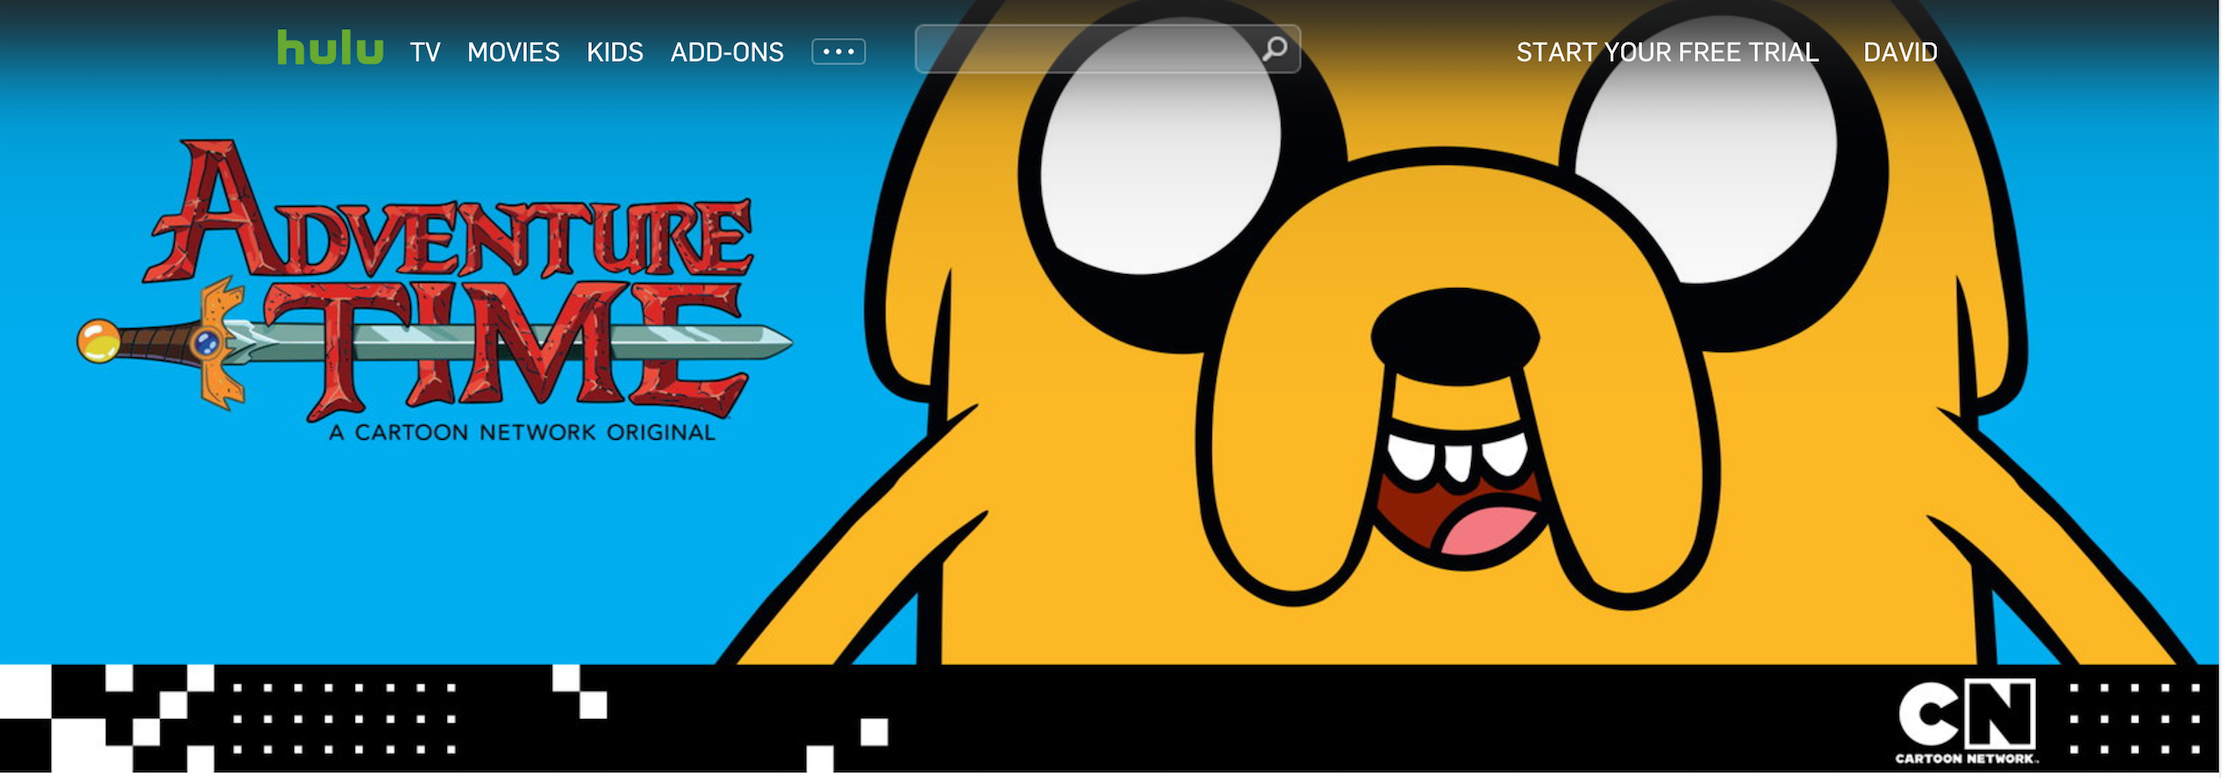 hulu TV MOVIES KIDS ADD-ONS START YOUR FREE TRIAL DAVID
ADVENTURE
TIME
A CARTOON NETWORK ORIGINAL
CN
CARTOON NETWORK